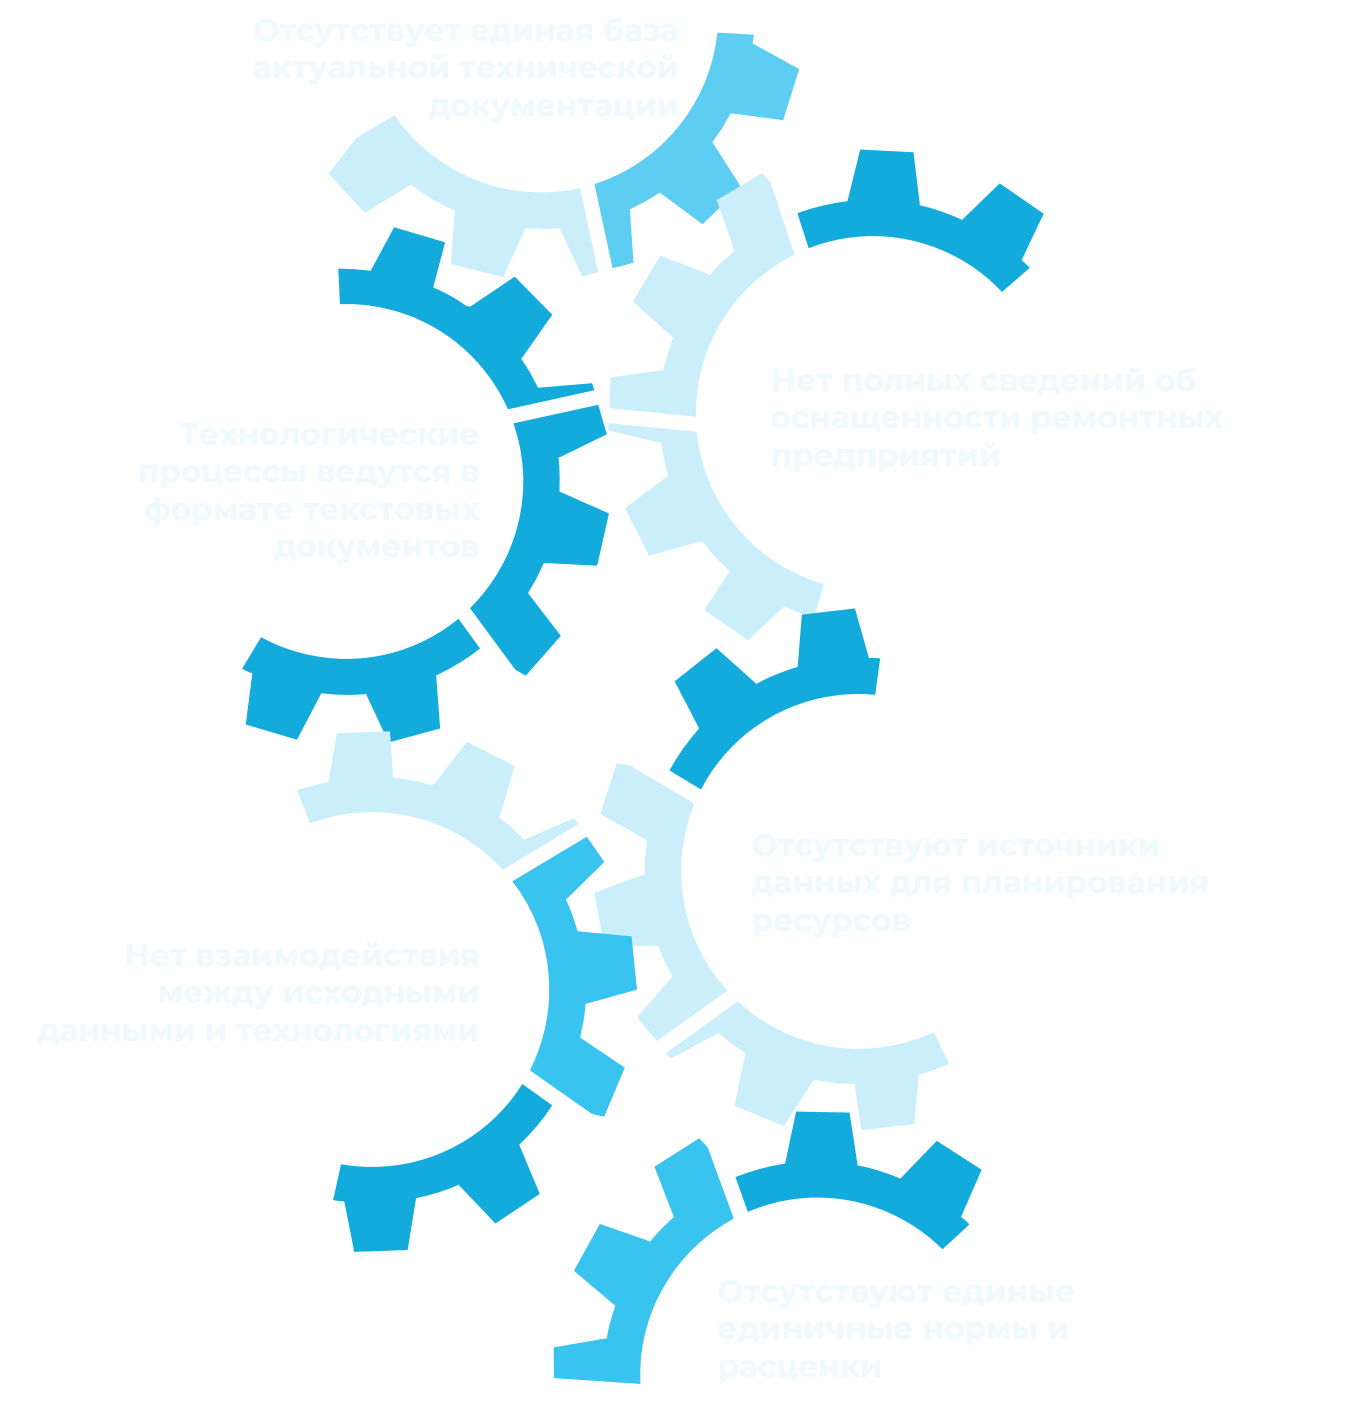 Отсутствует единая база
актуальной технической
документации
Нет полных сведений об
оснащенности ремонтных
предприятий
Технологические
процессы ведутся в
формате текстовых
документов
Отсутствуют источники
данных для планирования
ресурсов
Нет взаимодействия
между исходными
данными и технологиями
Отсутствуют единые
единичные нормы и
расценки